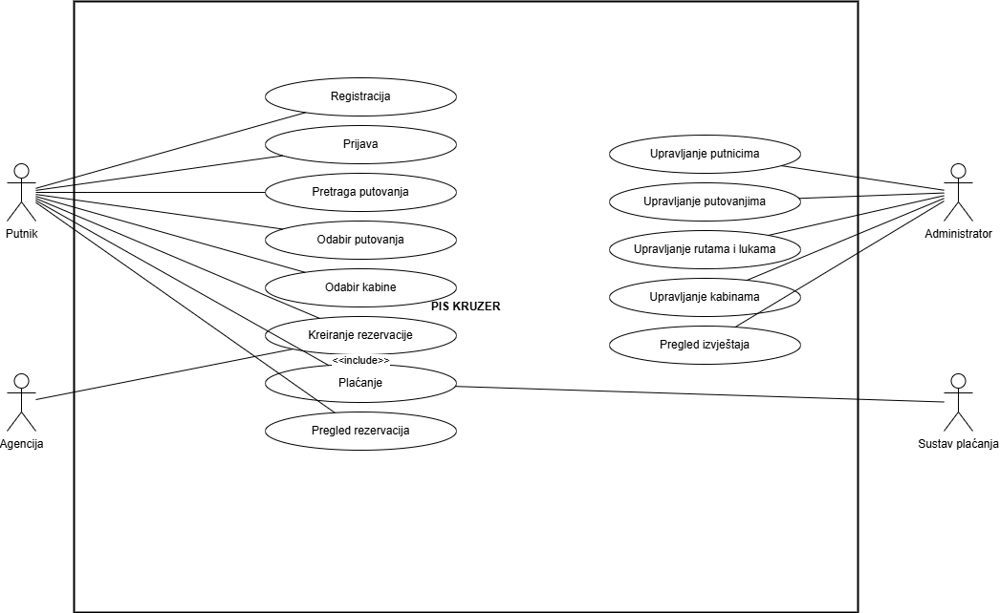 Registracija
Prijava
Pretraga putovanja
Odabir putovanja
Odabir kabine
PIS KRUZER
Kreiranje rezervacije
<<include>>
Plaćanje
Pregled rezervacija
Upravljanje putnicima
Upravljanje putovanjima
Upravljanje rutama i lukama
Upravljanje kabinama
Pregled izvještaja
Putnik
Agencija
Administrator
Sustav plaćanja